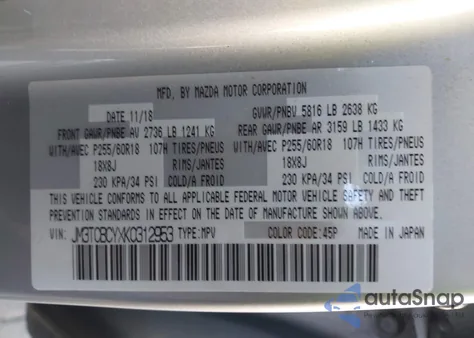 MFD. BY MAZDA MOTOR CORPORATION
DATE 11/18 GVWR/PNBV 5816 LB 2638 KG
FRONT GAWR/PNBE AV 2736 LB 1241 KG REAR GAWR/PNBE AR 3159 LB 1433 KG
WITH/AVEC P255/60R18 107H TIRES/PNEUS WITH/AVEC P255/60R18 107H TIRES/PNEUS
18X8J RIMS/JANTES 18X8J RIMS/JANTES
230 KPA/34 PSI COLD/A FROID 230 KPA/34 PSI COLD/A FROID
THIS VEHICLE CONFORMS TO ALL APPLICABLE FEDERAL MOTOR VEHICLE SAFETY AND THEFT
PREVENTION STANDARDS IN EFFECT ON THE DATE OF MANUFACTURE SHOWN ABOVE.
VIN: JM3TCBCYXK0312953 TYPE:MPV COLOR CODE:45P MADE IN JAPAN
autoSnap
Powered by AutoBidMaster